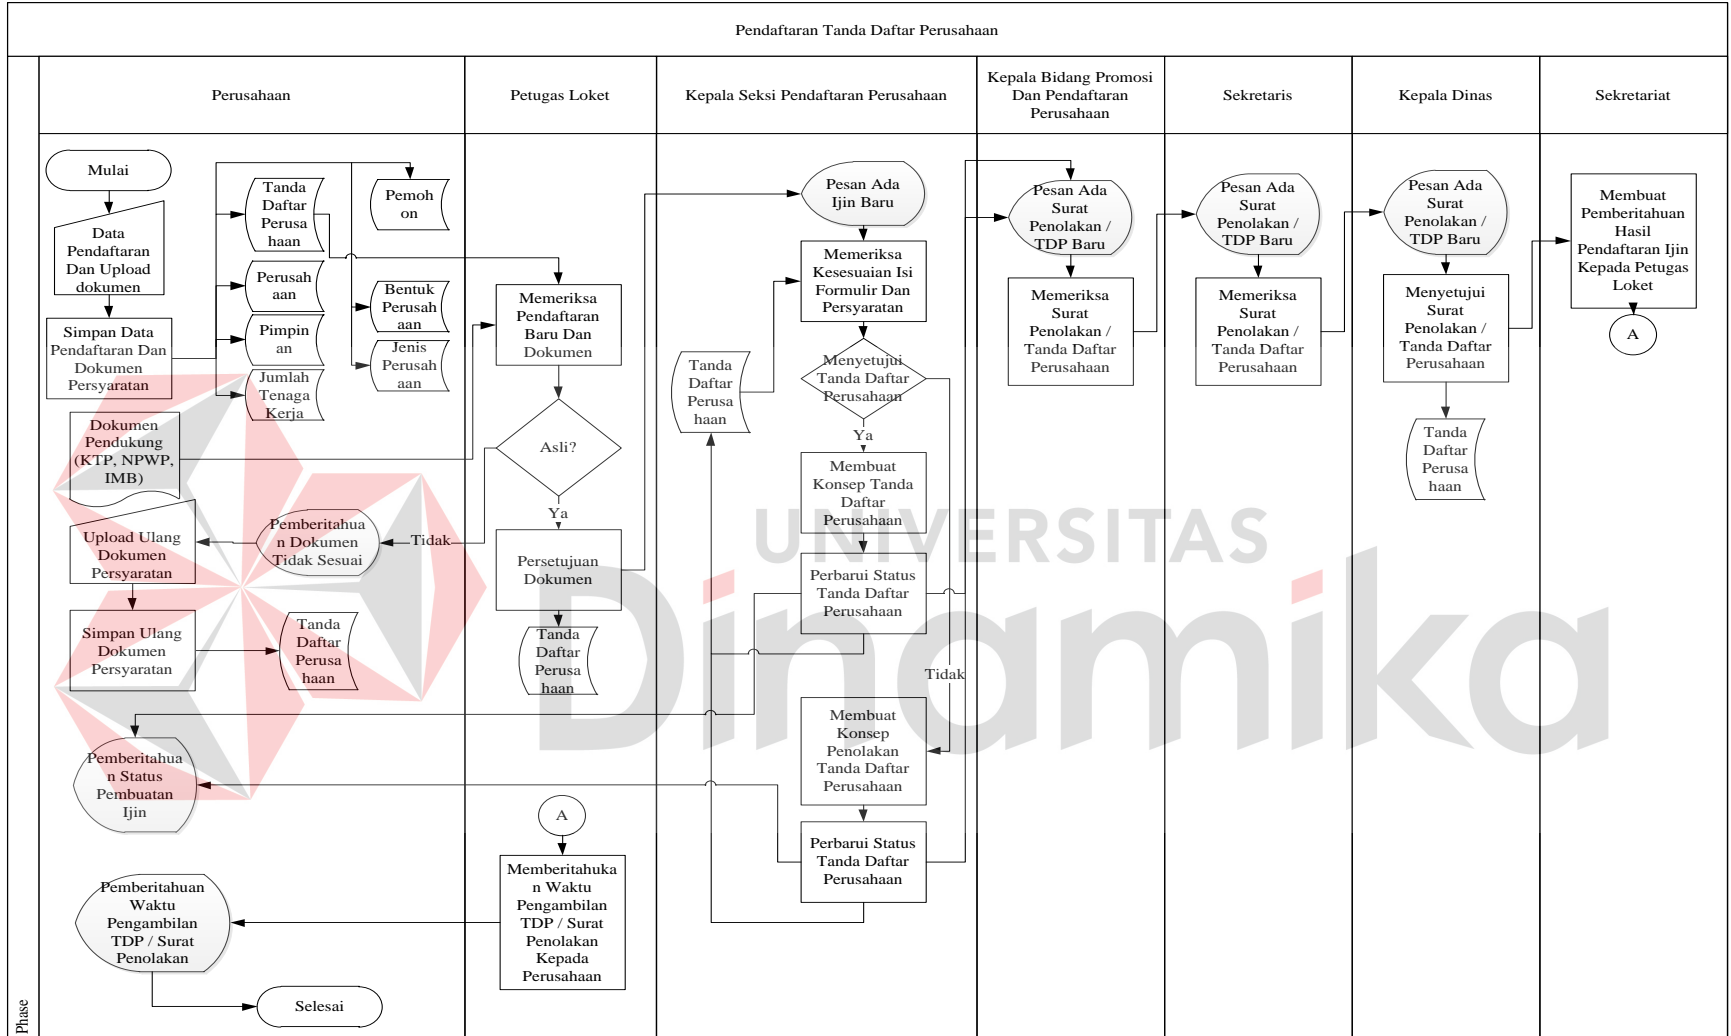 Pendaftaran Tanda Daftar Perusahaan
Phase
Perusahaan
Petugas Loket
Kepala Seksi Pendaftaran Perusahaan
Kepala Bidang Promosi
Dan Pendaftaran
Perusahaan
Sekretaris
Kepala Dinas
Sekretariat
Mulai
Data
Pendaftaran
Dan Upload
dokumen
Simpan Data
Pendaftaran Dan
Dokumen
Persyaratan
Tanda
Daftar
Perusa
haan
Perusah
aan
Pimpin
an
Jumlah
Tenaga
Kerja
Pemoh
on
Bentuk
Perusah
aan
Jenis
Perusah
aan
Dokumen
Pendukung
(KTP, NPWP,
IMB)
Upload Ulang
Dokumen
Persyaratan
Pemberitahua
n Dokumen
Tidak Sesuai
Tidak
Simpan Ulang
Dokumen
Persyaratan
Tanda
Daftar
Perusa
haan
Pemberitahua
n Status
Pembuatan
Ijin
Pemberitahuan
Waktu
Pengambilan
TDP / Surat
Penolakan
Selesai
Memeriksa
Pendaftaran
Baru Dan
Dokumen
Asli?
Ya
Persetujuan
Dokumen
Tanda
Daftar
Perusa
haan
A
Memberitahuka
n Waktu
Pengambilan
TDP / Surat
Penolakan
Kepada
Perusahaan
Pesan Ada
Ijin Baru
Memeriksa
Kesesuaian Isi
Formulir Dan
Persyaratan
Tanda
Daftar
Perusa
haan
Menyetujui
Tanda Daftar
Perusahaan
Ya
Membuat
Konsep Tanda
Daftar
Perusahaan
Perbarui Status
Tanda Daftar
Perusahaan
Tidak
Membuat
Konsep
Penolakan
Tanda Daftar
Perusahaan
Perbarui Status
Tanda Daftar
Perusahaan
Pesan Ada
Surat
Penolakan /
TDP Baru
Memeriksa
Surat
Penolakan /
Tanda Daftar
Perusahaan
Pesan Ada
Surat
Penolakan /
TDP Baru
Memeriksa
Surat
Penolakan /
Tanda Daftar
Perusahaan
Pesan Ada
Surat
Penolakan /
TDP Baru
Menyetujui
Surat
Penolakan /
Tanda Daftar
Perusahaan
Tanda
Daftar
Perusa
haan
Membuat
Pemberitahuan
Hasil
Pendaftaran Ijin
Kepada Petugas
Loket
A
UNIVERSITAS
Dinamika